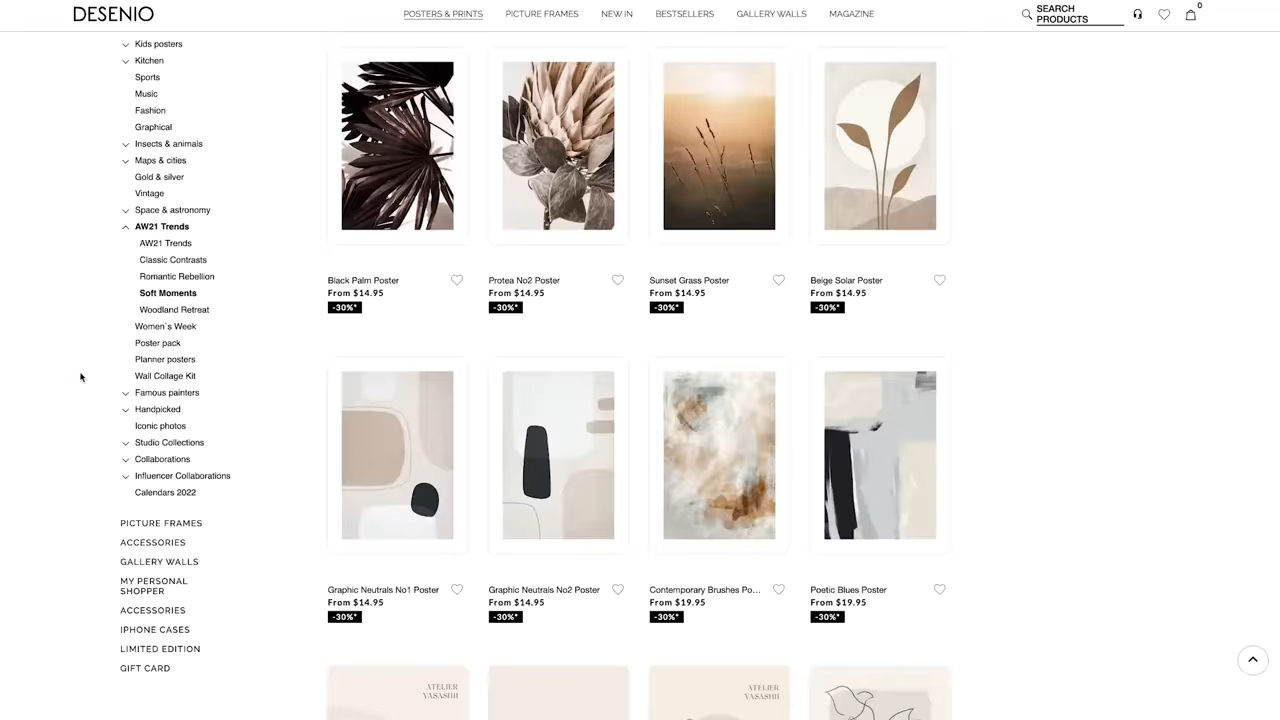 DESENIO
POSTERS & PRINTS
PICTURE FRAMES
NEW IN
BESTSELLERS
GALLERY WALLS
MAGAZINE
SEARCH
PRODUCTS
0
Kids posters
Kitchen
Sports
Music
Fashion
Graphical
Insects & animals
Maps & cities
Gold & silver
Vintage
Space & astronomy
AW21 Trends
AW21 Trends
Classic Contrasts
Romantic Rebellion
Soft Moments
Woodland Retreat
Women´s Week
Poster pack
Planner posters
Wall Collage Kit
Famous painters
Handpicked
Iconic photos
Studio Collections
Collaborations
Influencer Collaborations
Calendars 2022
PICTURE FRAMES
ACCESSORIES
GALLERY WALLS
MY PERSONAL
SHOPPER
ACCESSORIES
IPHONE CASES
LIMITED EDITION
GIFT CARD
Black Palm Poster
From $14.95
-30%*
Protea No2 Poster
From $14.95
-30%*
Sunset Grass Poster
From $14.95
-30%*
Beige Solar Poster
From $14.95
-30%*
Graphic Neutrals No1 Poster
From $14.95
-30%*
Graphic Neutrals No2 Poster
From $14.95
-30%*
Contemporary Brushes Po...
From $19.95
-30%*
Poetic Blues Poster
From $19.95
-30%*
ATELIER
YASASHII
ATELIER
YASASHII